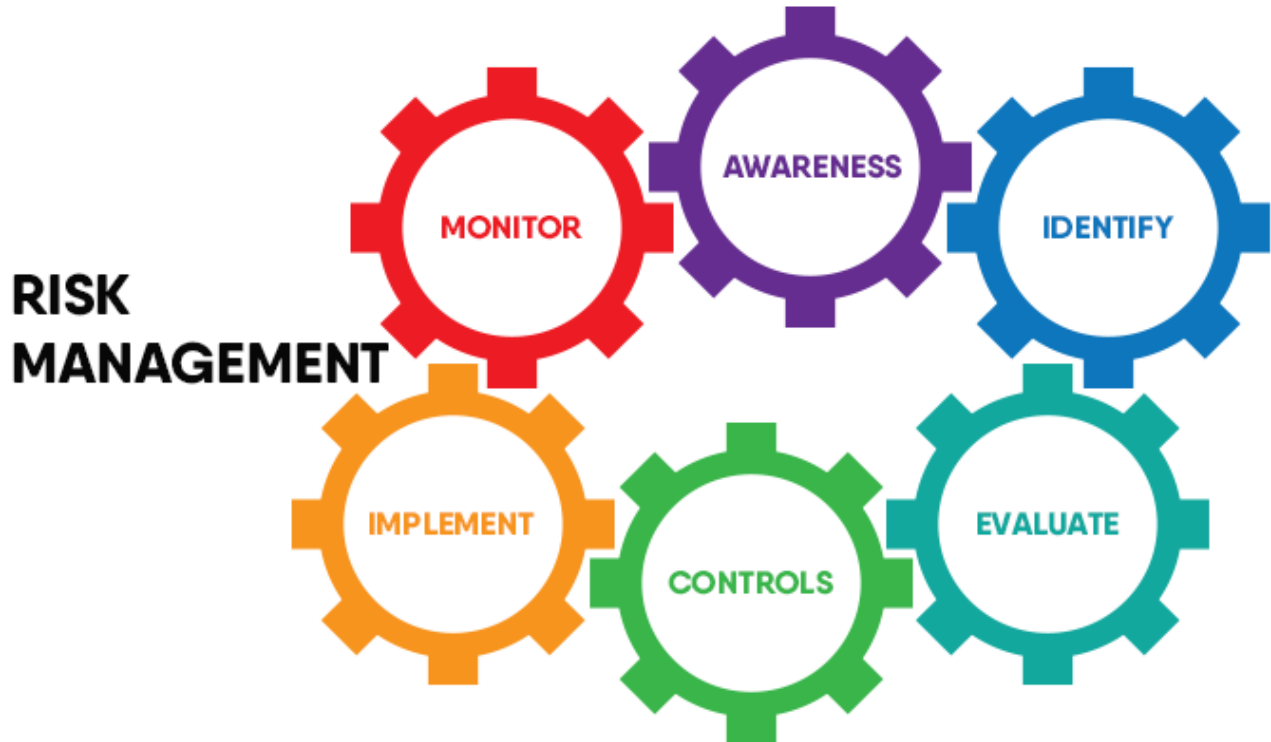 RISK
MANAGEMENT
AWARENESS
MONITOR
IDENTIFY
IMPLEMENT
EVALUATE
CONTROLS